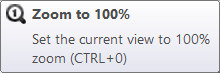 Zoom to 100%
Set the current view to 100%
zoom (CTRL+0)